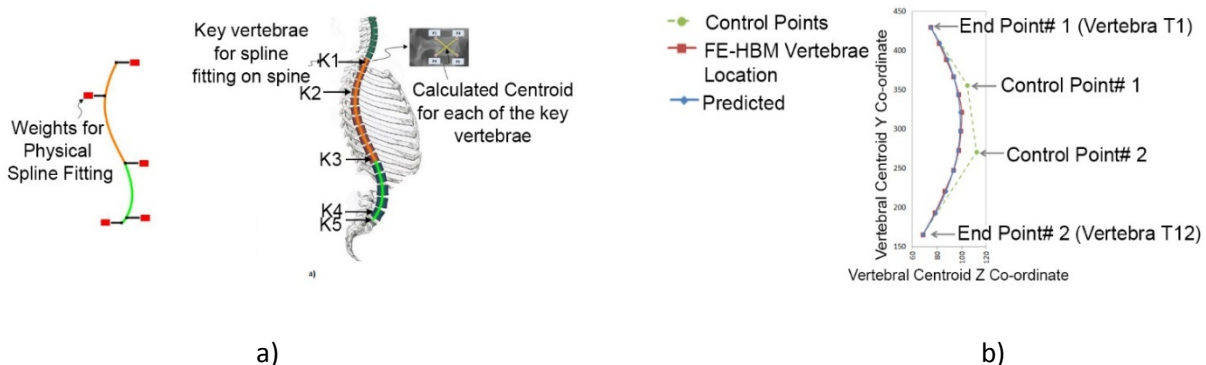 Weights for
Physical
Spline Fitting
Key vertebrae
for spline
fitting on spine
K1
K2
K3
K4
K5
Calculated Centroid
for each of the key
vertebrae
a)
Control Points
FE-HBM Vertebrae
Location
Predicted
Vertebral Centroid Y Co-ordinate
450
400
350
300
250
200
150
60
80
100
120
Vertebral Centroid Z Co-ordinate
End Point# 1 (Vertebra T1)
Control Point# 1
Control Point# 2
End Point# 2 (Vertebra T12)
a)
b)